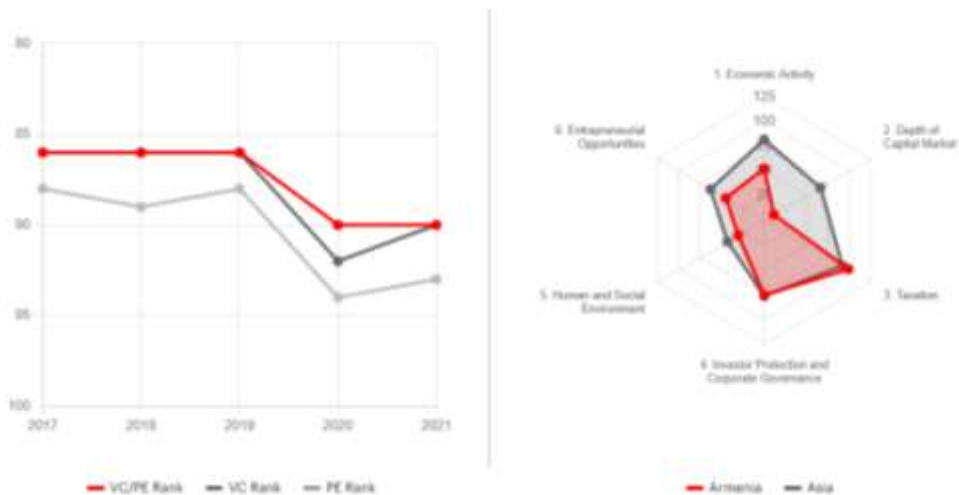 80
85
90
95
100
2017
2018
2019
2020
2021
VC/PE Rank
VC Rank
PE Rank
1. Economic Activity
125
100
2. Depth of
Capital Market
3. Taxation
4. Investor Protection and
Corporate Governance
5. Human and Social
Environment
6. Entrepreneurial
Opportunities
Armenia
Asia